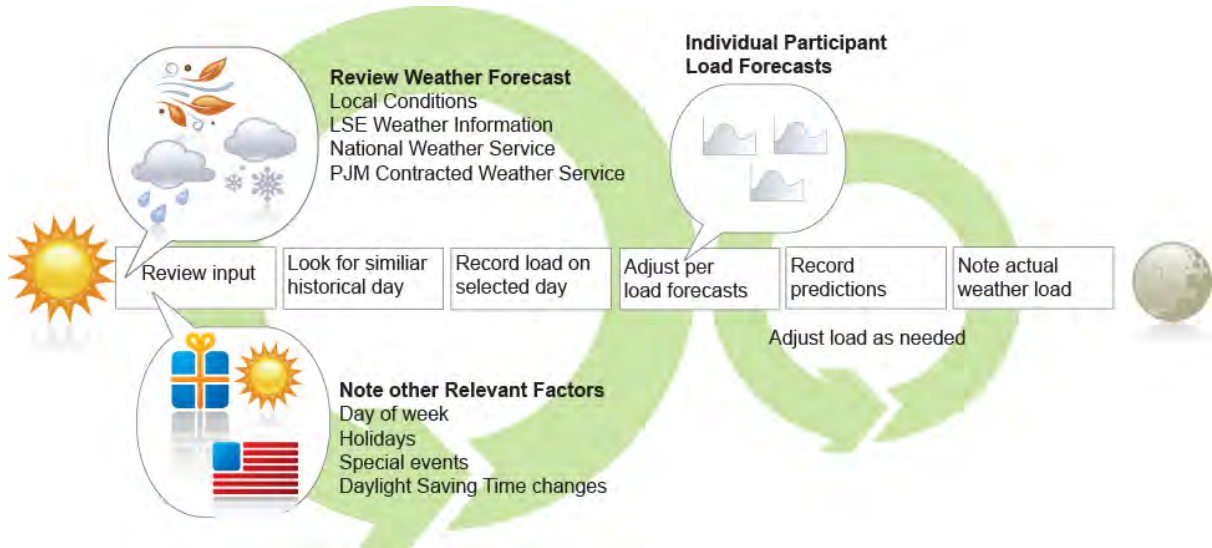 Review Weather Forecast
Local Conditions
LSE Weather Information
National Weather Service
PJM Contracted Weather Service
Individual Participant
Load Forecasts
Review input
Look for similiar
historical day
Record load on
selected day
Adjust per
load forecasts
Record
predictions
Note actual
weather load
Adjust load as needed
Note other Relevant Factors
Day of week
Holidays
Special events
Daylight Saving Time changes